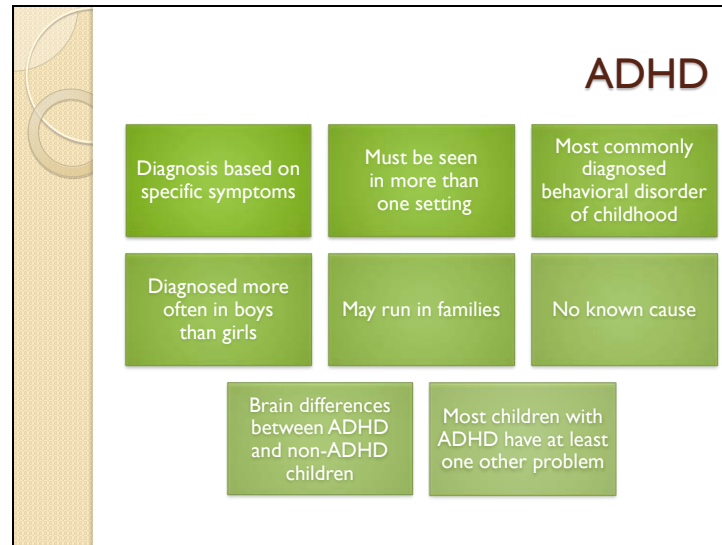 ADHD
Diagnosis based on
specific symptoms
Must be seen
in more than
one setting
Most commonly
diagnosed
behavioral disorder
of childhood
Diagnosed more
often in boys
than girls
May run in families
No known cause
Brain differences
between ADHD
and non-ADHD
children
Most children with
ADHD have at least
one other problem